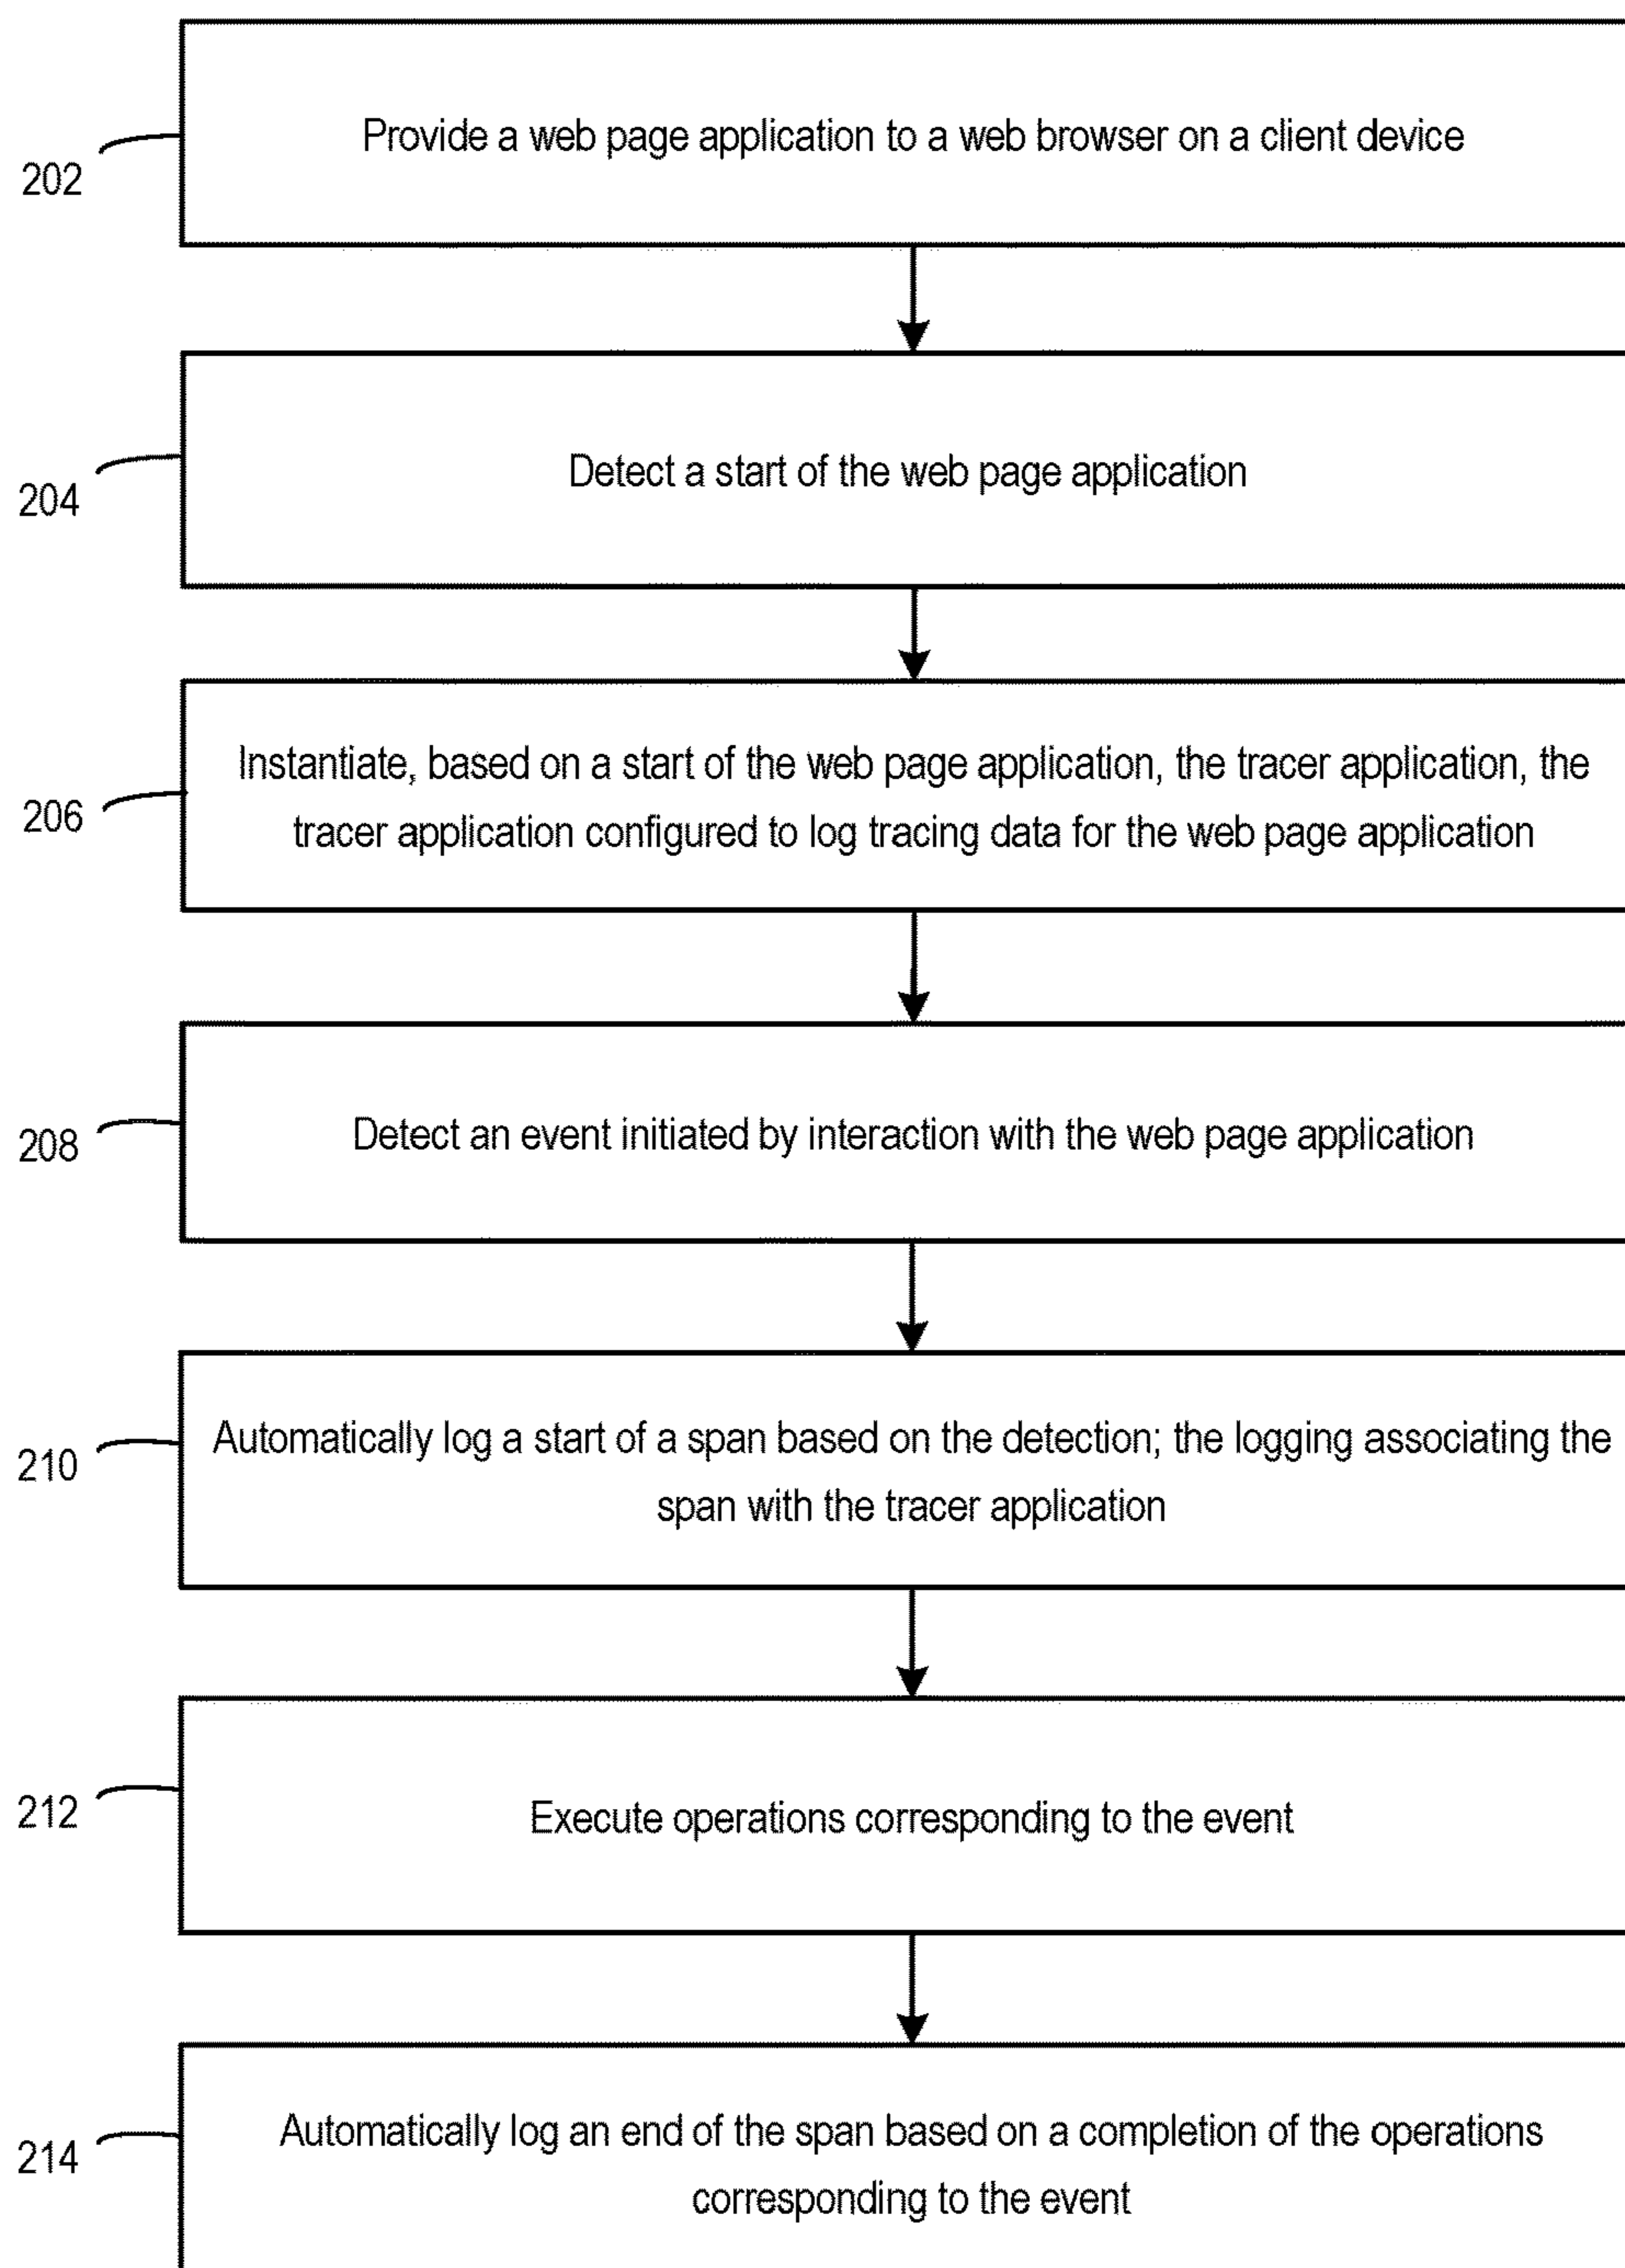 Provide a web page application to a web browser on a client device
202
Detect a start of the web page application
204
Instantiate, based on a start of the web page application, the tracer application, the
tracer application configured to log tracing data for the web page application
206
Detect an event initiated by interaction with the web page application
208
Automatically log a start of a span based on the detection; the logging associating the
span with the tracer application
210
Execute operations corresponding to the event
212
Automatically log an end of the span based on a completion of the operations
corresponding to the event
214